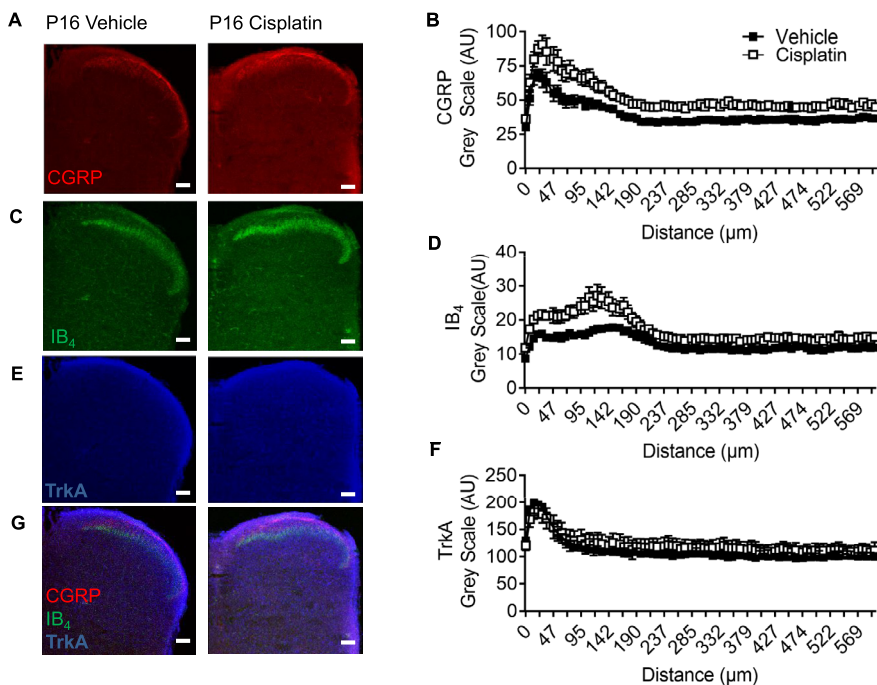 A
P16 Vehicle
P16 Cisplatin
CGRP
C
IB₄
E
TrkA
G
CGRP
IB₄
TrkA
B
Vehicle
Cisplatin
CGRP
Grey Scale (AU)
100
75
50
25
0
0 47 95 142 190 237 285 332 379 427 474 522 569
Distance (µm)
D
IB₄
Grey Scale(AU)
40
30
20
10
0
0 47 95 142 190 237 285 332 379 427 474 522 569
Distance (µm)
F
TrkA
Grey Scale (AU)
250
200
150
100
50
0
0 47 95 142 190 237 285 332 379 427 474 522 569
Distance (µm)